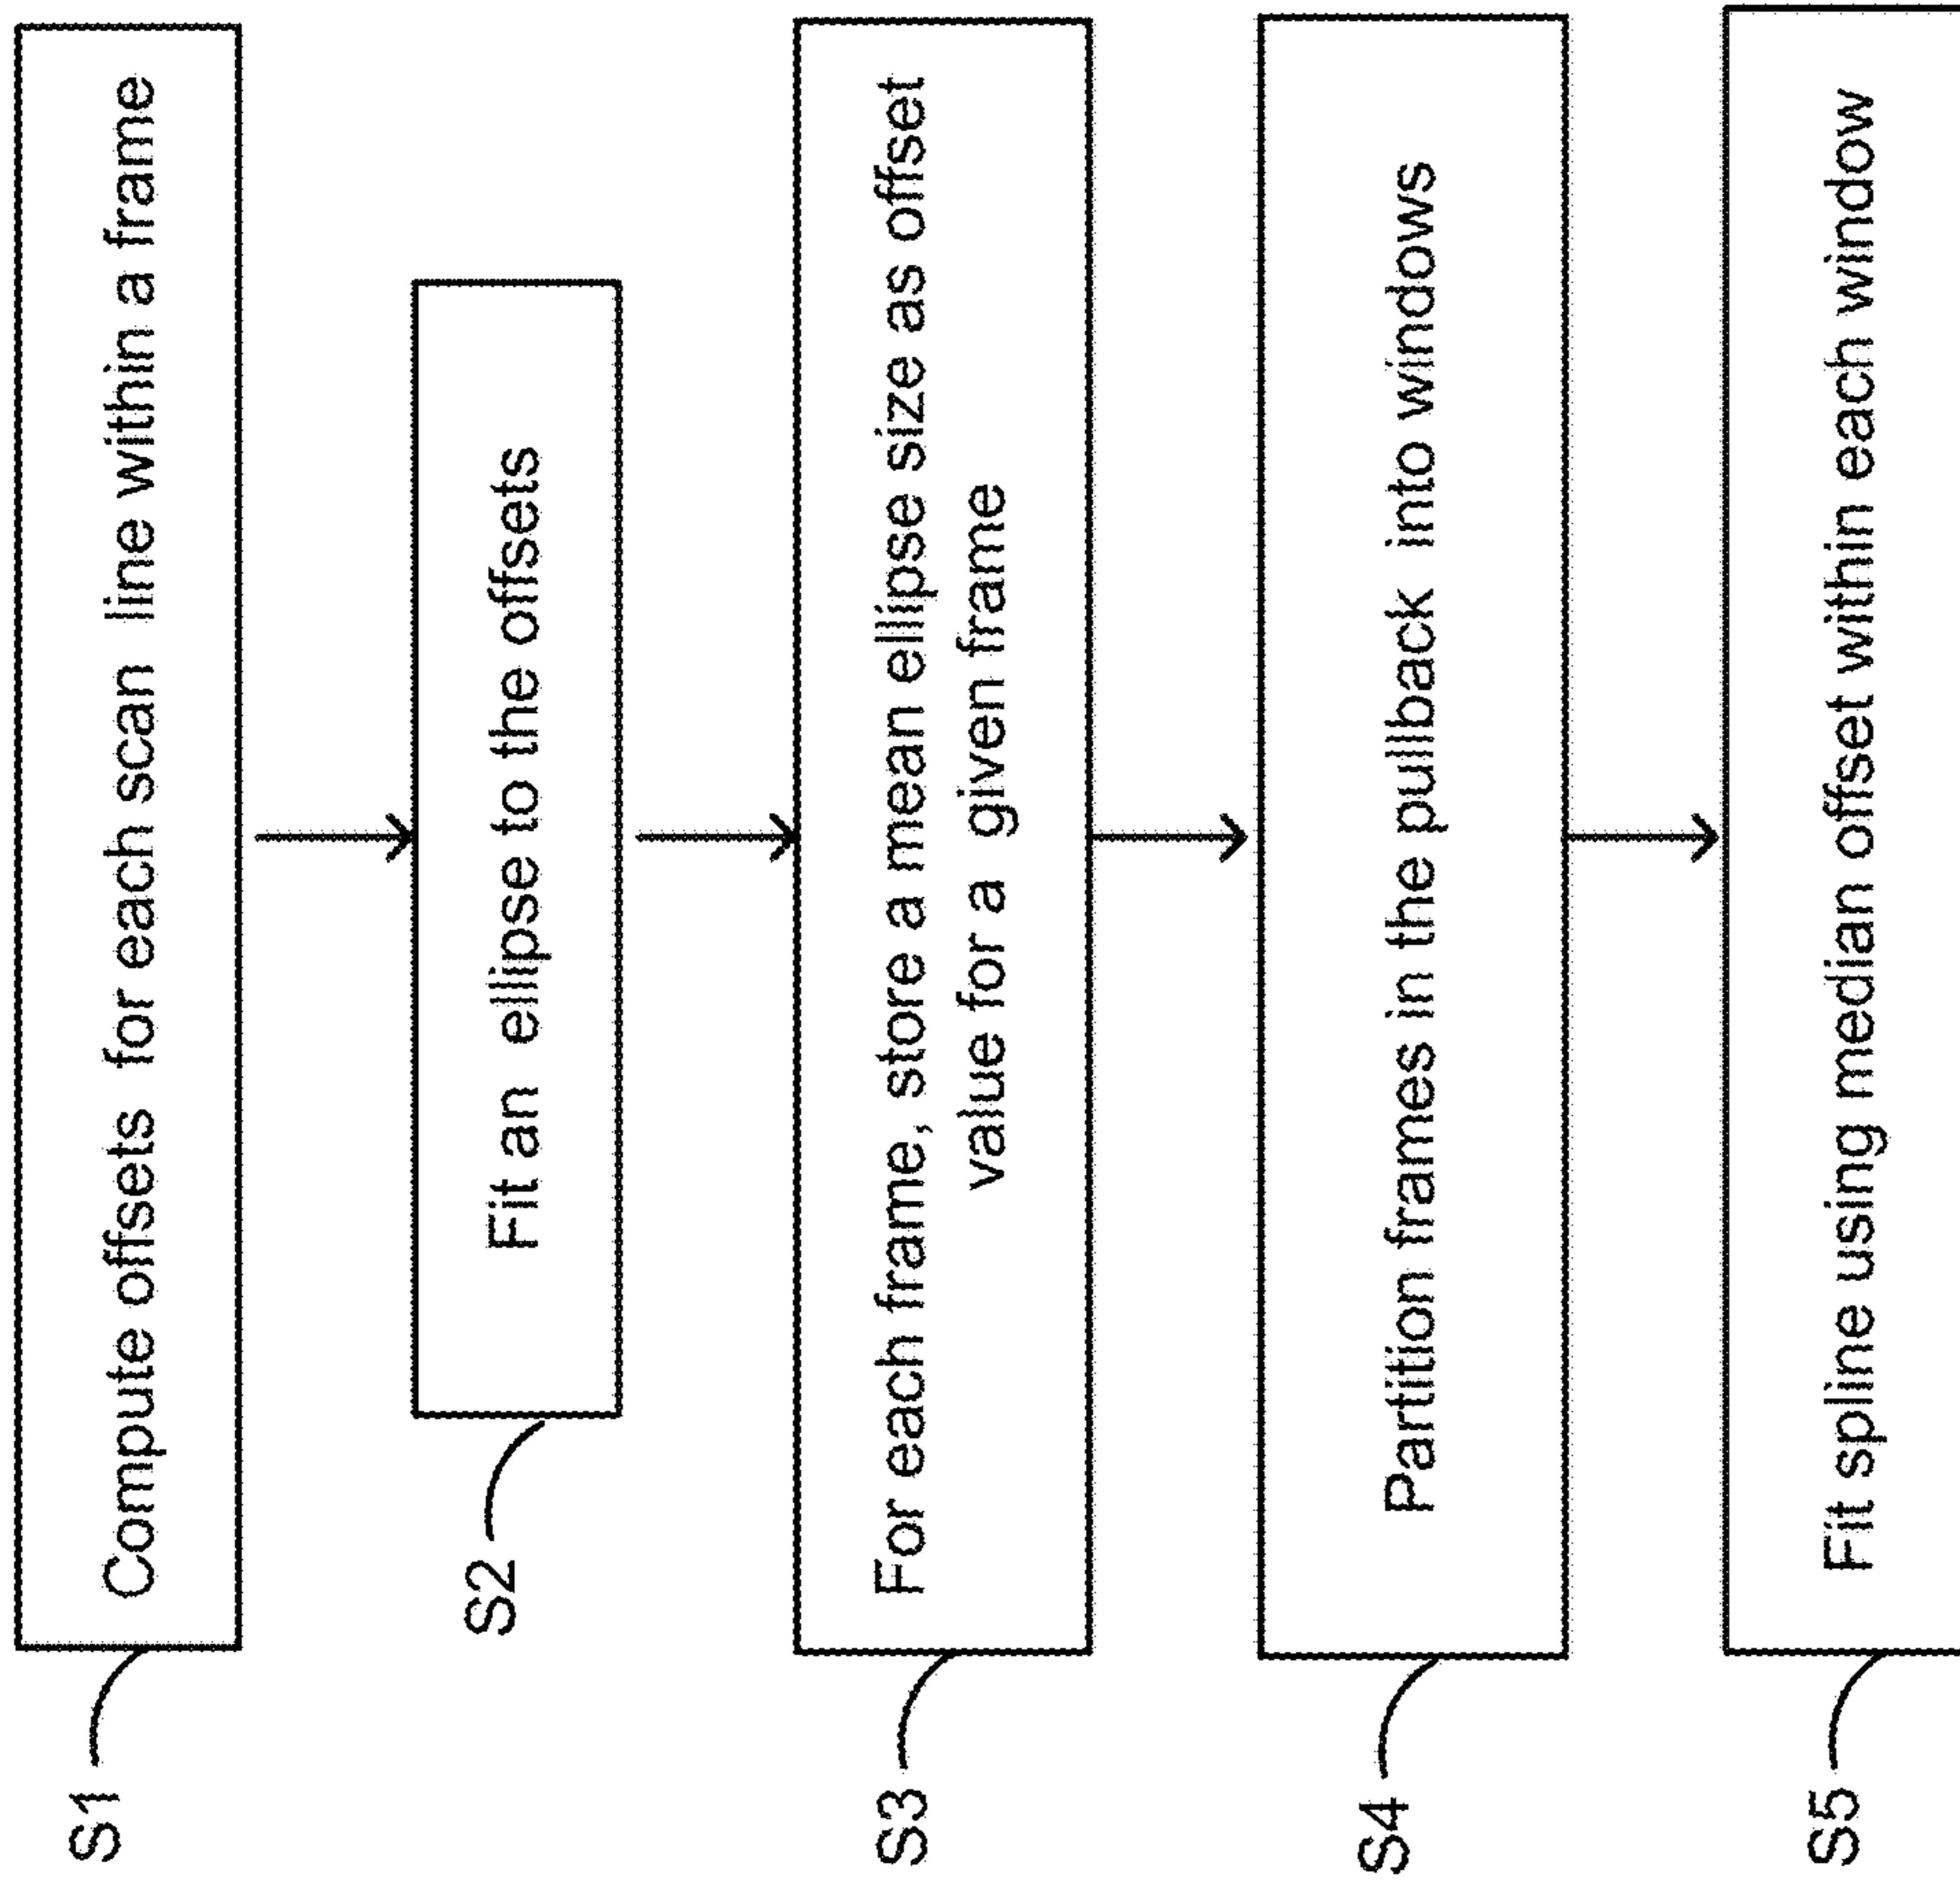 S1
Compute offsets for each scan line within a frame
S2
Fit an ellipse to the offsets
S3
For each frame, store a mean ellipse size as offset
value for a given frame
S4
Partition frames in the pullback into windows
S5
Fit spline using median offset within each window